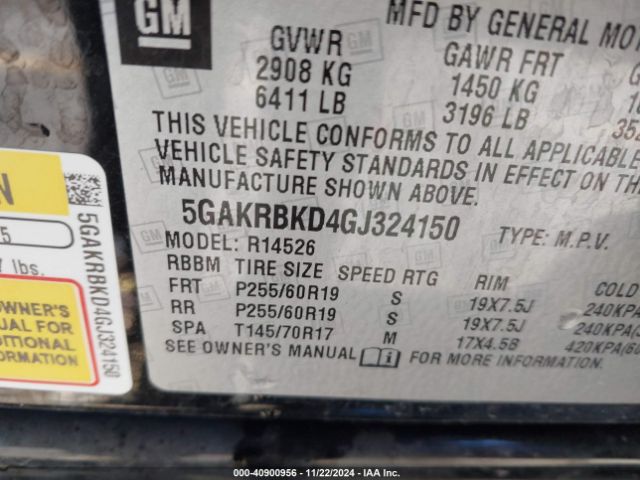 GM
MFD BY GENERAL MO
GVWR GAWR FRT
2908 KG 1450 KG
6411 LB 3196 LB
THIS VEHICLE CONFORMS TO ALL APPLICABLE
VEHICLE SAFETY STANDARDS IN EFFECT ON TH
MANUFACTURE SHOWN ABOVE.
5GAKRBKD4GJ324150 TYPE: M.P.V.
MODEL: R14526
RBBM TIRE SIZE SPEED RTG RIM COLD
FRT P255/60R19 S 19X7.5J 240KPA
RR P255/60R19 S 19X7.5J 240KPA
SPA T145/70R17 M 17X4.5B 420KPA/60
SEE OWNER'S MANUAL FOR MORE INFORMATION.
N
5
lbs.
OWNER'S
UAL FOR
DITIONAL
RMATION
5GAKRBKD4GJ324150
000-40900956 - 11/22/2024 - IAA Inc.